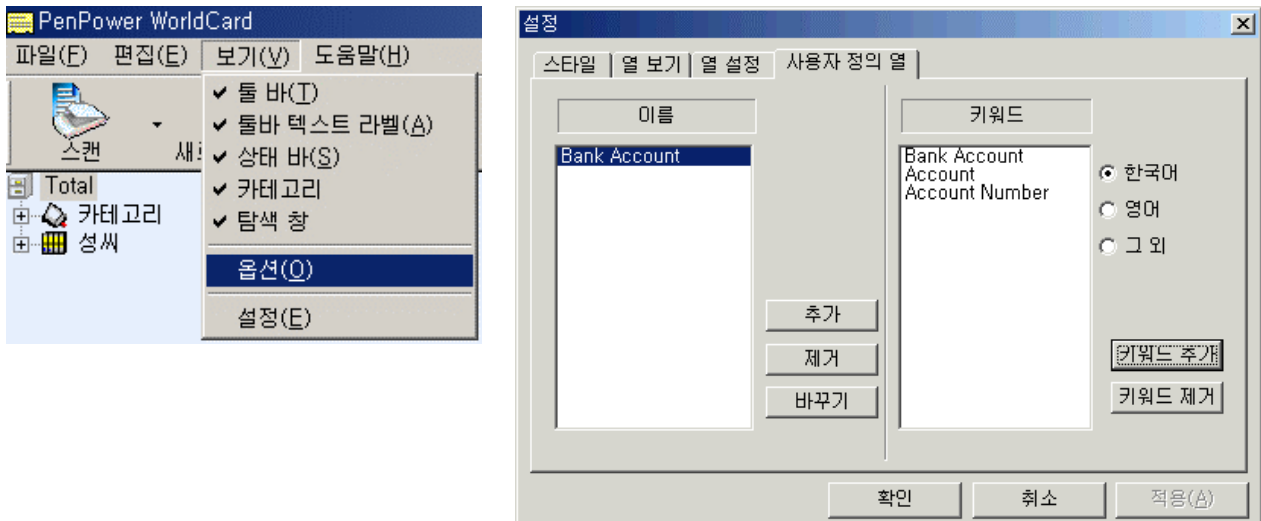 PenPower WorldCard
파일(F) 편집(E) 보기(V) 도움말(H)
스캔
새
툴 바(T)
툴바 텍스트 라벨(A)
상태 바(S)
카테고리
탐색 창
옵션(O)
설정(E)
Total
카테고리
성씨
설정
스타일 열 보기 열 설정 사용자 정의 열
이름
Bank Account
추가
제거
바꾸기
키워드
Bank Account
Account
Account Number
한국어
영어
그 외
키워드 추가
키워드 제거
확인 취소 적용(A)